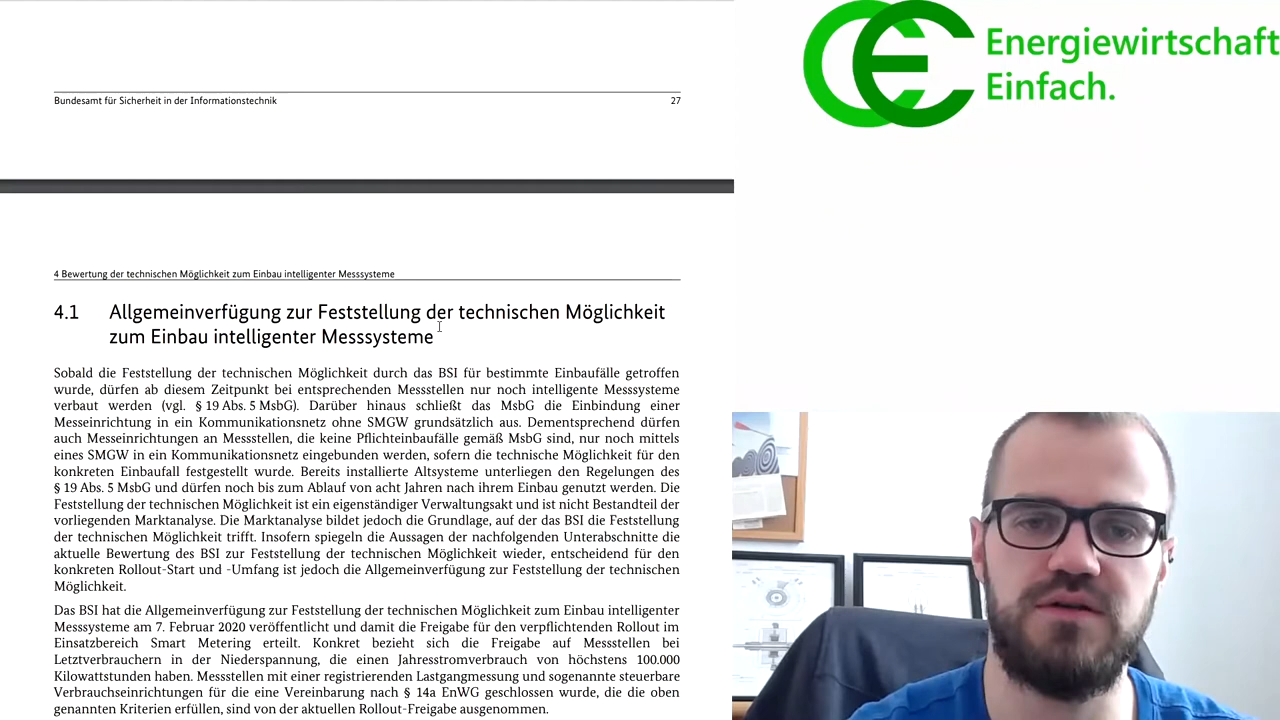 Bundesamt für Sicherheit in der Informationstechnik 27
Energiewirtschaft
Einfach.
4 Bewertung der technischen Möglichkeit zum Einbau intelligenter Messsysteme
4.1 Allgemeinverfügung zur Feststellung der technischen Möglichkeit
zum Einbau intelligenter Messsysteme
Sobald die Feststellung der technischen Möglichkeit durch das BSI für bestimmte Einbaufälle getroffen
wurde, dürfen ab diesem Zeitpunkt bei entsprechenden Messstellen nur noch intelligente Messsysteme
verbaut werden (vgl. § 19 Abs. 5 MsbG). Darüber hinaus schließt das MsbG die Einbindung einer
Messeinrichtung in ein Kommunikationsnetz ohne SMGW grundsätzlich aus. Dementsprechend dürfen
auch Messeinrichtungen an Messstellen, die keine Pflichteinbaufälle gemäß MsbG sind, nur noch mittels
eines SMGW in ein Kommunikationsnetz eingebunden werden, sofern die technische Möglichkeit für den
konkreten Einbaufall festgestellt wurde. Bereits installierte Altsysteme unterliegen den Regelungen des
§ 19 Abs. 5 MsbG und dürfen noch bis zum Ablauf von acht Jahren nach ihrem Einbau genutzt werden. Die
Feststellung der technischen Möglichkeit ist ein eigenständiger Verwaltungsakt und ist nicht Bestandteil der
vorliegenden Marktanalyse. Die Marktanalyse bildet jedoch die Grundlage, auf der das BSI die Feststellung
der technischen Möglichkeit trifft. Insofern spiegeln die Aussagen der nachfolgenden Unterabschnitte die
aktuelle Bewertung des BSI zur Feststellung der technischen Möglichkeit wieder, entscheidend für den
konkreten Rollout-Start und -Umfang ist jedoch die Allgemeinverfügung zur Feststellung der technischen
Möglichkeit.
Das BSI hat die Allgemeinverfügung zur Feststellung der technischen Möglichkeit zum Einbau intelligenter
Messsysteme am 7. Februar 2020 veröffentlicht und damit die Freigabe für den verpflichtenden Rollout im
Einsatzbereich Smart Metering erteilt. Konkret bezieht sich die Freigabe auf Messstellen bei
Letztverbrauchern in der Niederspannung, die einen Jahresstromverbrauch von höchstens 100.000
Kilowattstunden haben. Messstellen mit einer registrierenden Lastgangmessung und sogenannte steuerbare
Verbrauchseinrichtungen für die eine Vereinbarung nach § 14a EnWG geschlossen wurde, die die oben
genannten Kriterien erfüllen, sind von der aktuellen Rollout-Freigabe ausgenommen.